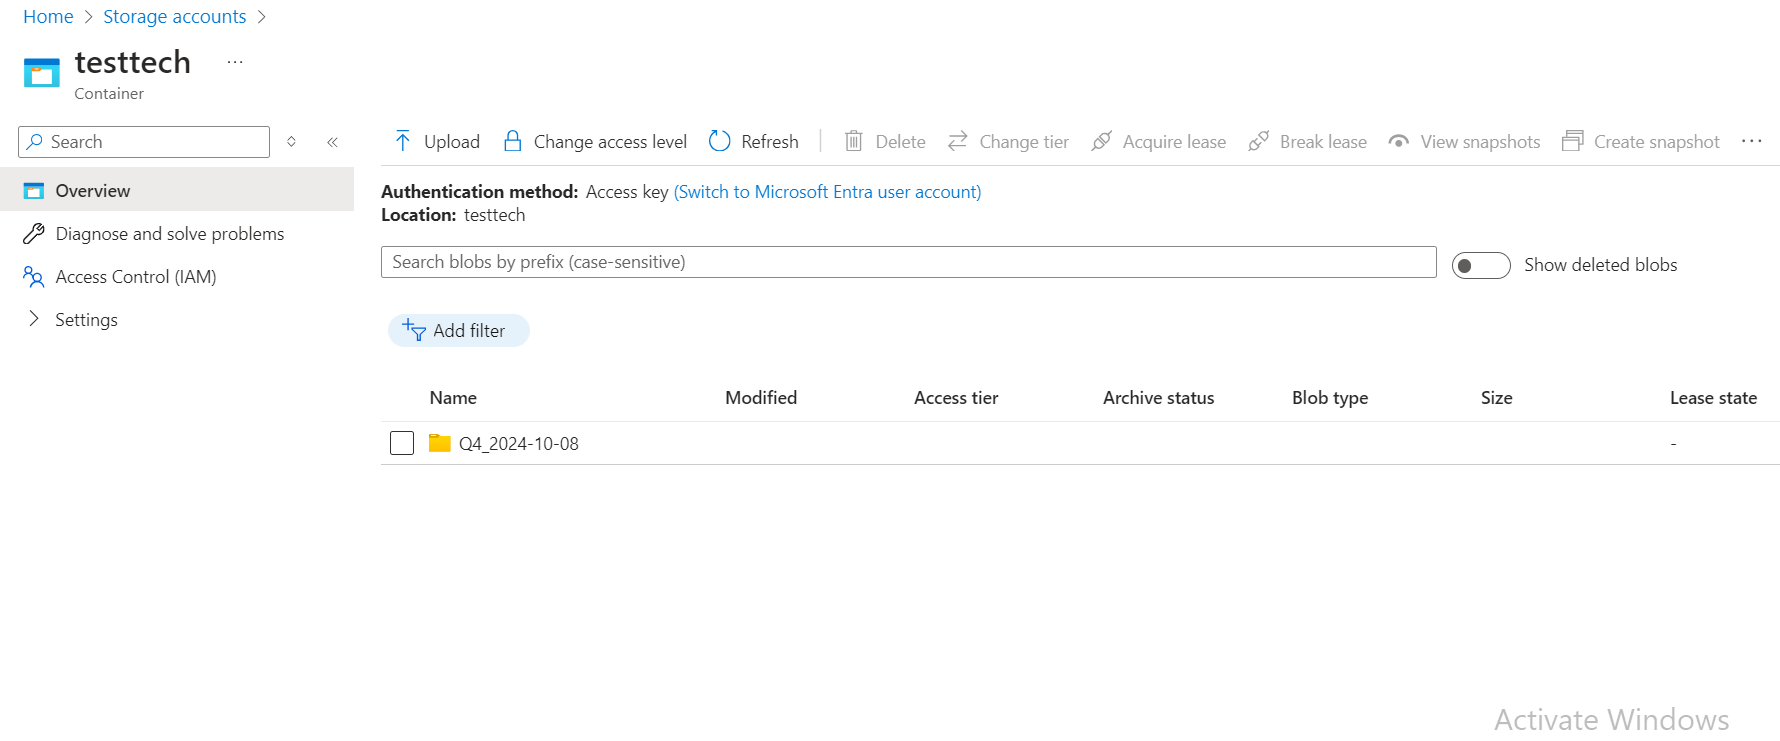 Home > Storage accounts >
testtech ...
Container
Search
Upload Change access level Refresh Delete Change tier Acquire lease Break lease View snapshots Create snapshot ...
Overview
Diagnose and solve problems
Access Control (IAM)
Settings
Authentication method: Access key (Switch to Microsoft Entra user account)
Location: testtech
Search blobs by prefix (case-sensitive)
Show deleted blobs
Add filter
Name Modified Access tier Archive status Blob type Size Lease state
Q4_2024-10-08 -
Activate Windows